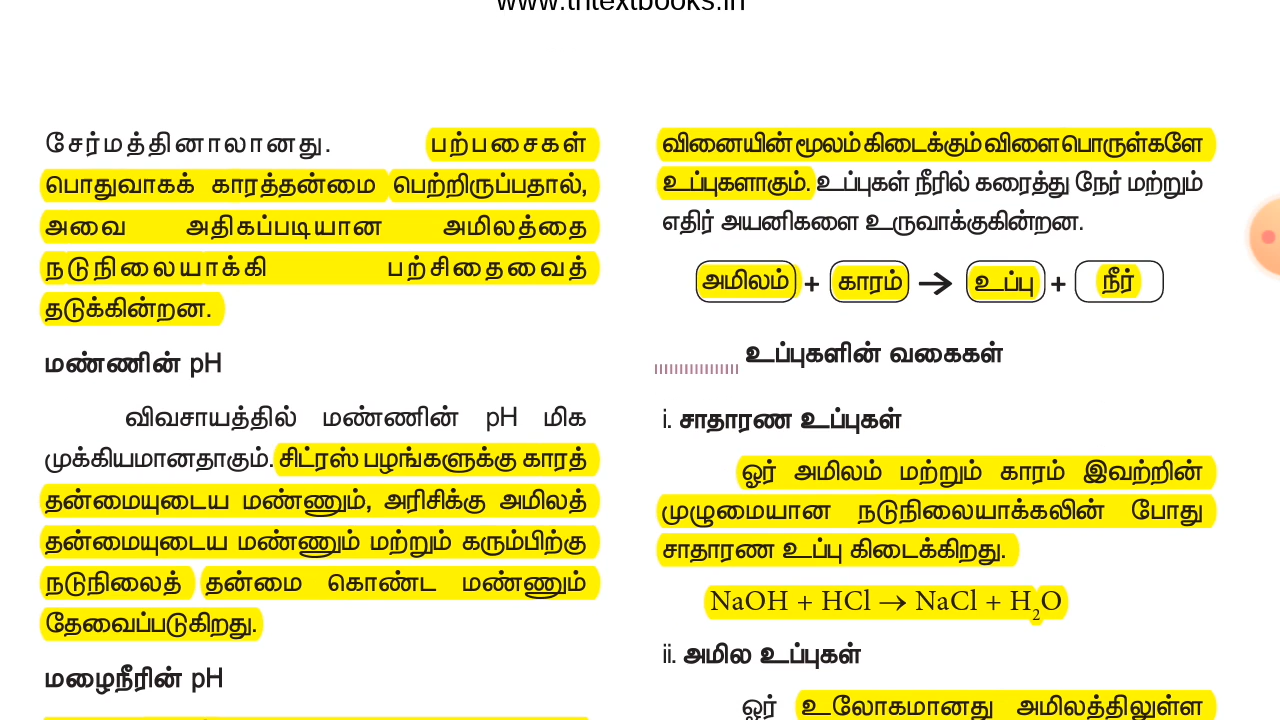 www.tntextbooks.in
சேர்மத்தினாலானது. பற்பசைகள்
பொதுவாகக் காரத்தன்மை பெற்றிருப்பதால்,
அவை அதிகப்படியான அமிலத்தை
நடுநிலையாக்கி பற்சிதைவைத்
தடுக்கின்றன.
மண்ணின் pH
விவசாயத்தில் மண்ணின் pH மிக
முக்கியமானதாகும். சிட்ரஸ் பழங்களுக்கு காரத்
தன்மையுடைய மண்ணும், அரிசிக்கு அமிலத்
தன்மையுடைய மண்ணும் மற்றும் கரும்பிற்கு
நடுநிலைத் தன்மை கொண்ட மண்ணும்
தேவைப்படுகிறது.
மழைநீரின் pH
வினையின் மூலம் கிடைக்கும் விளைபொருள்களே
உப்புகளாகும். உப்புகள் நீரில் கரைத்து நேர் மற்றும்
எதிர் அயனிகளை உருவாக்குகின்றன.
அமிலம் + காரம் → உப்பு + நீர்
உப்புகளின் வகைகள்
i. சாதாரண உப்புகள்
ஓர் அமிலம் மற்றும் காரம் இவற்றின்
முழுமையான நடுநிலையாக்கலின் போது
சாதாரண உப்பு கிடைக்கிறது.
NaOH + HCl → NaCl + H₂O
ii. அமில உப்புகள்
ஓர் உலோகமானது அமிலத்திலுள்ள